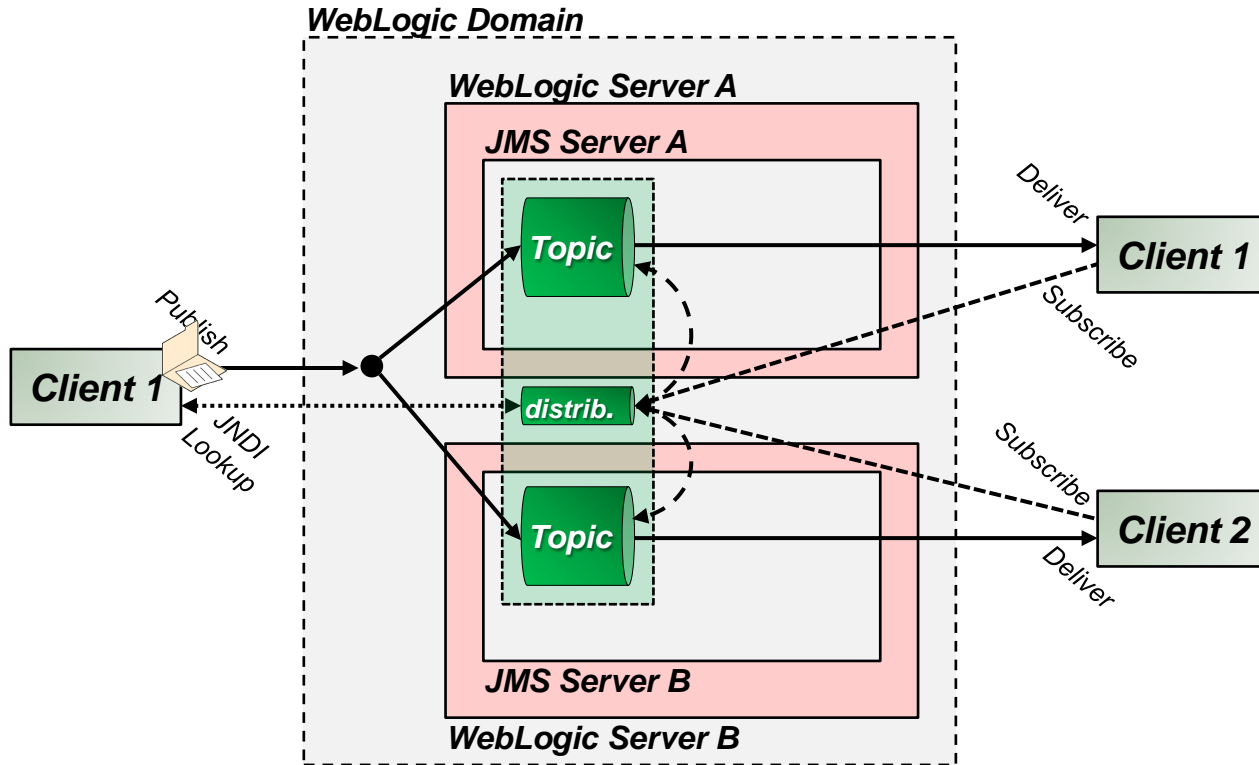 WebLogic Domain
WebLogic Server A
JMS Server A
Topic
Deliver
Client 1
Subscribe
Publish
Client 1
distrib.
JNDI
Lookup
Subscribe
Topic
Client 2
Deliver
JMS Server B
WebLogic Server B